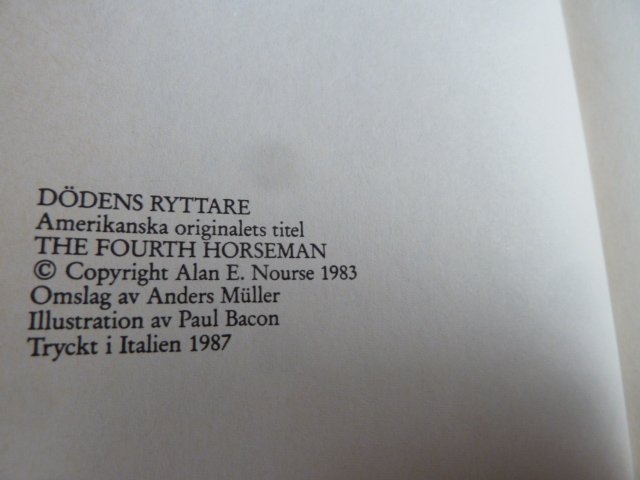 DÖDENS RYTTARE
Amerikanska originalets titel
THE FOURTH HORSEMAN
© Copyright Alan E. Nourse 1983
Omslag av Anders Müller
Illustration av Paul Bacon
Tryckt i Italien 1987